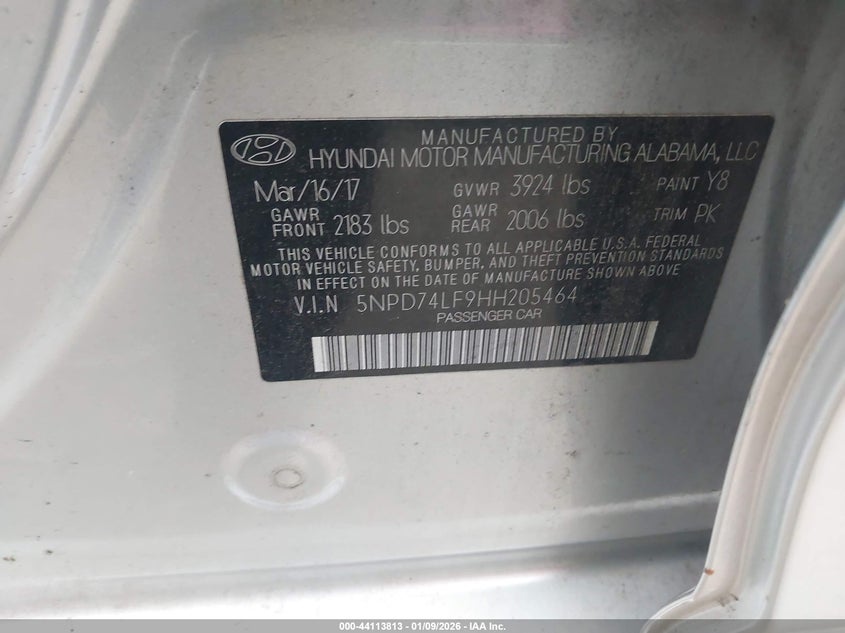 MANUFACTURED BY
HYUNDAI MOTOR MANUFACTURING ALABAMA, LLC
Mar/16/17 GVWR 3924 lbs PAINT Y8
GAWR FRONT 2183 lbs GAWR REAR 2006 lbs TRIM PK
THIS VEHICLE CONFORMS TO ALL APPLICABLE U.S.A. FEDERAL
MOTOR VEHICLE SAFETY, BUMPER, AND THEFT PREVENTION STANDARDS
IN EFFECT ON THE DATE OF MANUFACTURE SHOWN ABOVE
V.I.N 5NPD74LF9HH205464
PASSENGER CAR
000-44113813 - 01/09/2026 - IAA Inc.